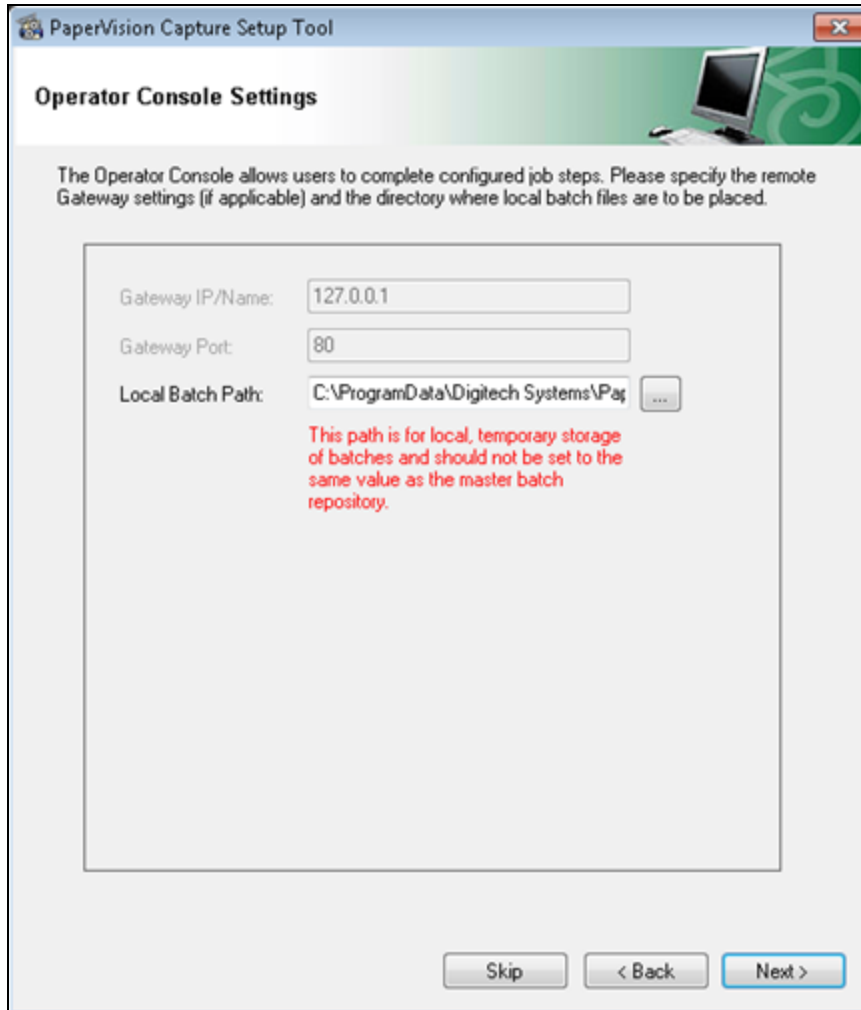 PaperVision Capture Setup Tool
Operator Console Settings
The Operator Console allows users to complete configured job steps. Please specify the remote
Gateway settings (if applicable) and the directory where local batch files are to be placed.
Gateway IP/Name: 127.0.0.1
Gateway Port: 80
Local Batch Path: C:\ProgramData\Digitech Systems\Pap ...
This path is for local, temporary storage
of batches and should not be set to the
same value as the master batch
repository.
Skip < Back Next >